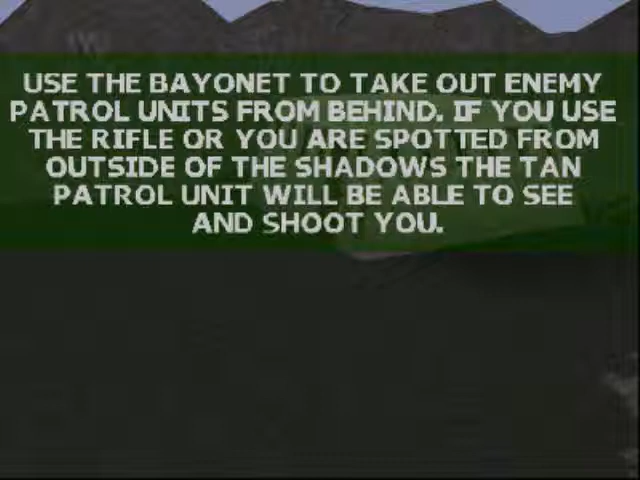 USE THE BAYONET TO TAKE OUT ENEMY
PATROL UNITS FROM BEHIND. IF YOU USE
THE RIFLE OR YOU ARE SPOTTED FROM
OUTSIDE OF THE SHADOWS THE TAN
PATROL UNIT WILL BE ABLE TO SEE
AND SHOOT YOU.